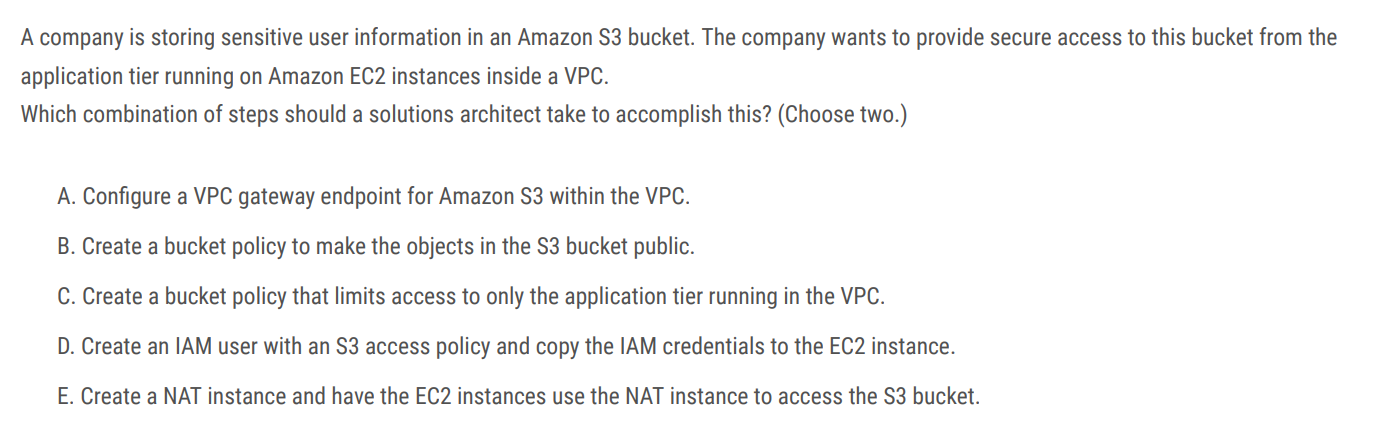 A company is storing sensitive user information in an Amazon S3 bucket. The company wants to provide secure access to this bucket from the
application tier running on Amazon EC2 instances inside a VPC.
Which combination of steps should a solutions architect take to accomplish this? (Choose two.)
A. Configure a VPC gateway endpoint for Amazon S3 within the VPC.
B. Create a bucket policy to make the objects in the S3 bucket public.
C. Create a bucket policy that limits access to only the application tier running in the VPC.
D. Create an IAM user with an S3 access policy and copy the IAM credentials to the EC2 instance.
E. Create a NAT instance and have the EC2 instances use the NAT instance to access the S3 bucket.